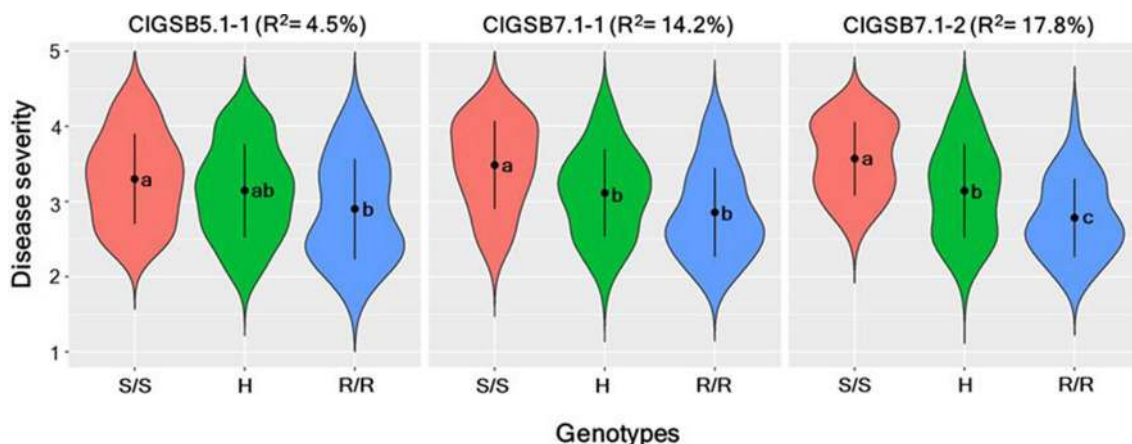 ClGSB5.1-1 (R²= 4.5%)
ClGSB7.1-1 (R²= 14.2%)
ClGSB7.1-2 (R²= 17.8%)
Disease severity
5
4
3
2
1
a
ab
b
a
b
b
a
b
c
S/S
H
R/R
S/S
H
R/R
S/S
H
R/R
Genotypes